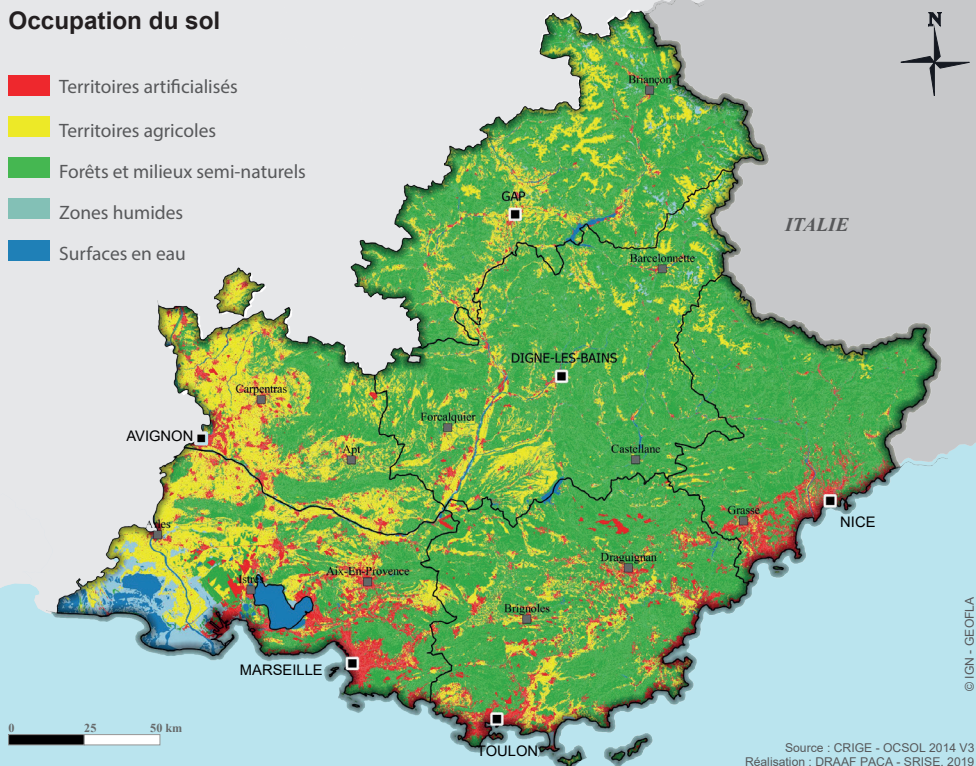 Occupation du sol
Territoires artificialisés
Territoires agricoles
Forêts et milieux semi-naturels
Zones humides
Surfaces en eau
N
Briançon
GAP
ITALIE
Barcelonnette
DIGNE-LES-BAINS
Carpentras
Forcalquier
AVIGNON
Apt
Castellane
Grasse
NICE
Arles
Draguignan
Istres
Aix-En-Provence
Brignoles
MARSEILLE
TOULON
0 25 50 km
© IGN - GEOFLA
Source : CRIGE - OCSOL 2014 V3
Réalisation : DRAAF PACA - SRISE, 2019